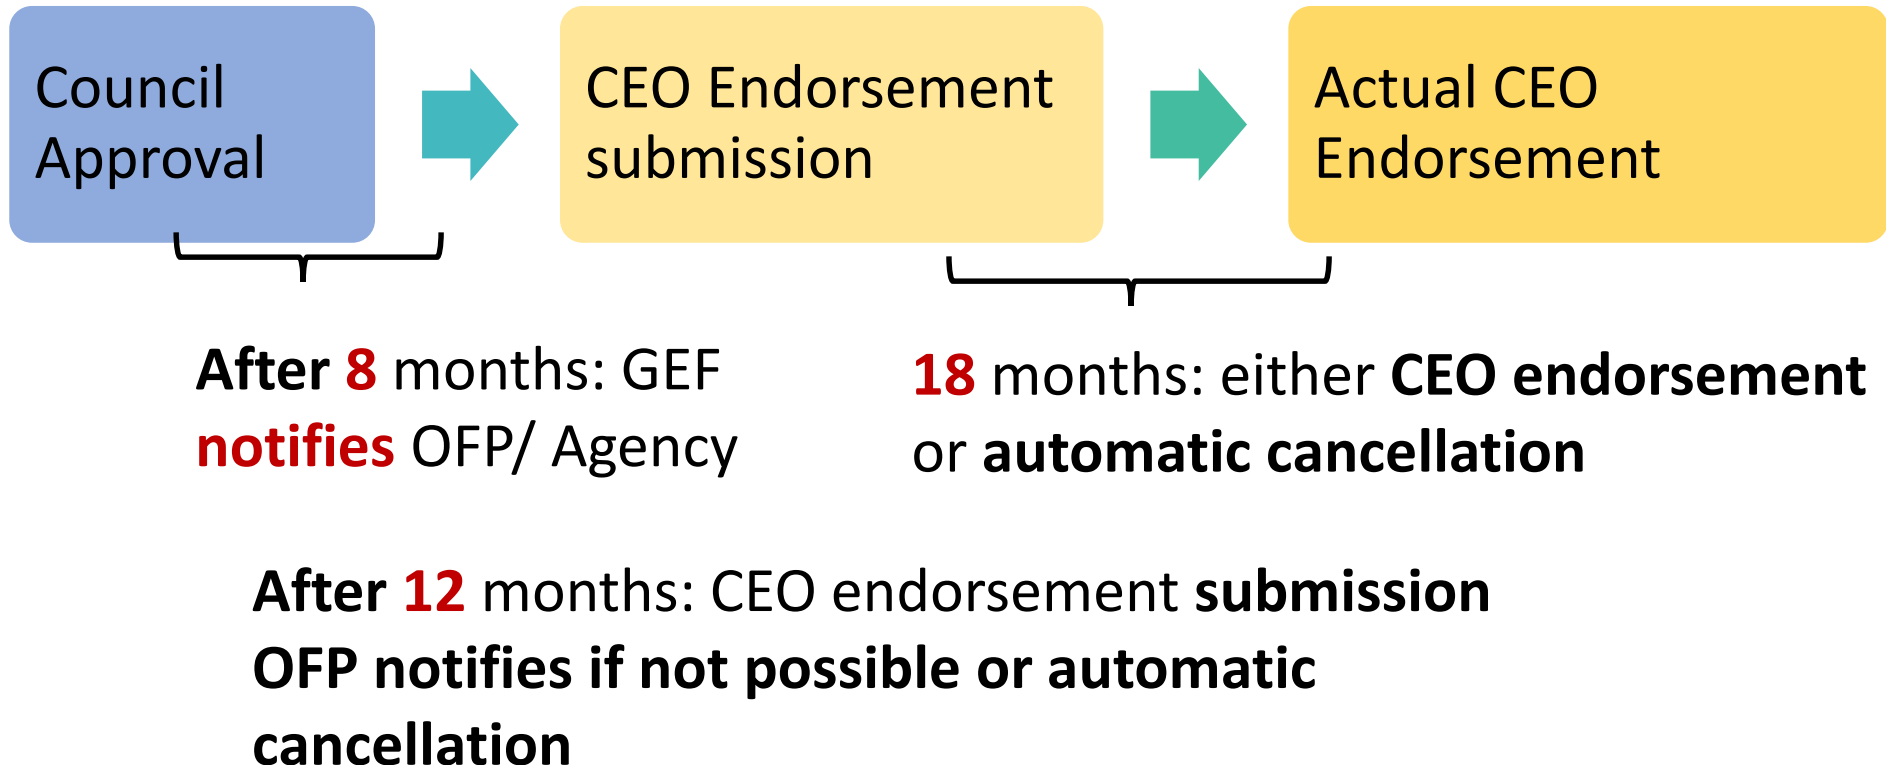 Council
Approval
CEO Endorsement
submission
Actual CEO
Endorsement
After 8 months: GEF
notifies OFP/ Agency
18 months: either CEO endorsement
or automatic cancellation
After 12 months: CEO endorsement submission
OFP notifies if not possible or automatic
cancellation